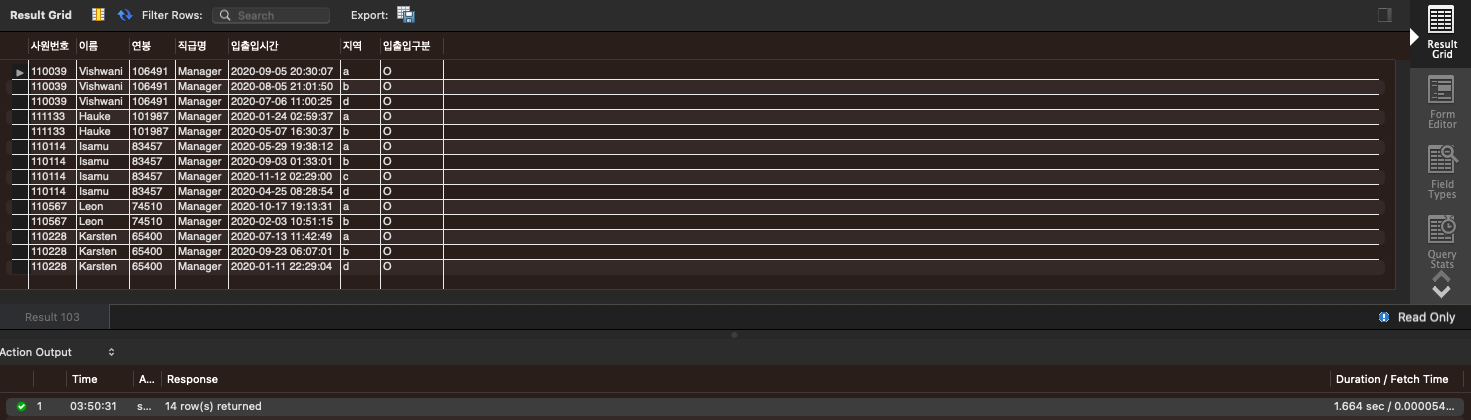 Result Grid Filter Rows: Search Export:
사원번호 이름 연봉 직급명 입출입시간 지역 입출입구분
110039 Vishwani 106491 Manager 2020-09-05 20:30:07 a O
110039 Vishwani 106491 Manager 2020-08-05 21:01:50 b O
110039 Vishwani 106491 Manager 2020-07-06 11:00:25 d O
111133 Hauke 101987 Manager 2020-01-24 02:59:37 a O
111133 Hauke 101987 Manager 2020-05-07 16:30:37 b O
110114 Isamu 83457 Manager 2020-05-29 19:38:12 a O
110114 Isamu 83457 Manager 2020-09-03 01:33:01 b O
110114 Isamu 83457 Manager 2020-11-12 02:29:00 c O
110114 Isamu 83457 Manager 2020-04-25 08:28:54 d O
110567 Leon 74510 Manager 2020-10-17 19:13:31 a O
110567 Leon 74510 Manager 2020-02-03 10:51:15 b O
110228 Karsten 65400 Manager 2020-07-13 11:42:49 a O
110228 Karsten 65400 Manager 2020-09-23 06:07:01 b O
110228 Karsten 65400 Manager 2020-01-11 22:29:04 d O
Result
Grid
Form
Editor
Field
Types
Query
Stats
Result 103 Read Only
Action Output
Time A... Response Duration / Fetch Time
1 03:50:31 s... 14 row(s) returned 1.664 sec / 0.000054...